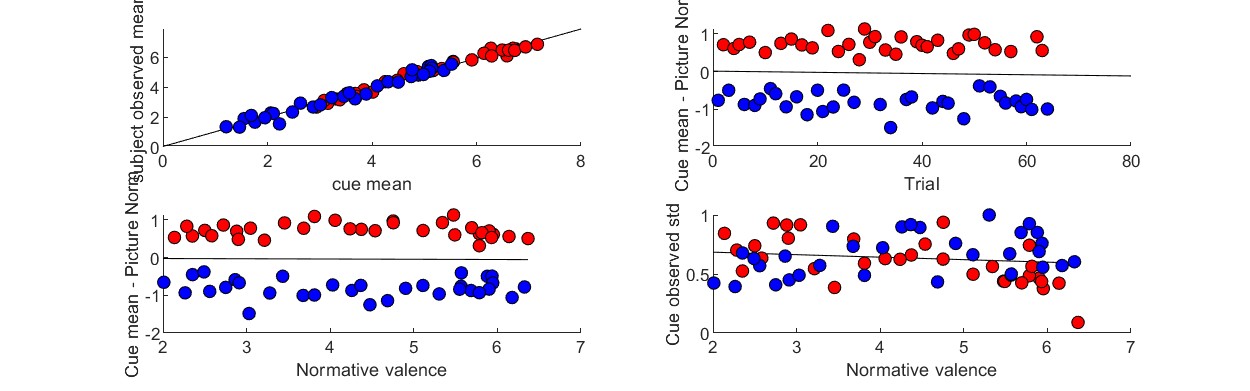 subject observed mean
6
4
2
0
0 2 4 6 8
cue mean
Cue mean - Picture Nor
1
0
-1
-2
0 20 40 60 80
Trial
Cue mean - Picture Norm
1
0
-1
-2
2 3 4 5 6 7
Normative valence
Cue observed std
1
0.5
0
2 3 4 5 6 7
Normative valence